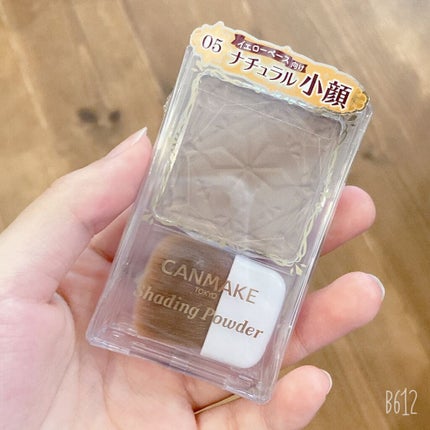 05
イエローベース向け
ナチュラル小顔
CANMAKE
TOKYO
Shading Powder
B612